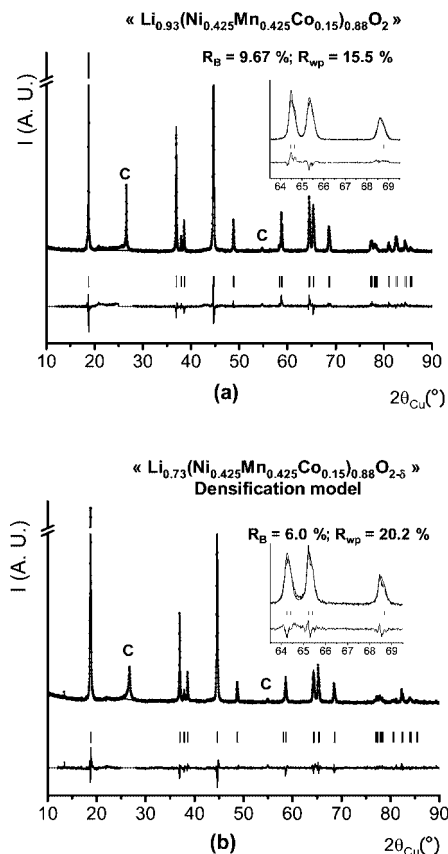 « Li0.93(Ni0.425Mn0.425Co0.15)0.88O2 »
RB = 9.67 %; Rwp = 15.5 %
I (A. U.)
64 65 66 67 68 69
C
C
10 20 30 40 50 60 70 80 90
(a)
2θCu(°)
« Li0.73(Ni0.425Mn0.425Co0.15)0.88O2-δ »
Densification model
RB = 6.0 %; Rwp = 20.2 %
I (A. U.)
64 65 66 67 68 69
C
C
10 20 30 40 50 60 70 80 90
(b)
2θCu(°)